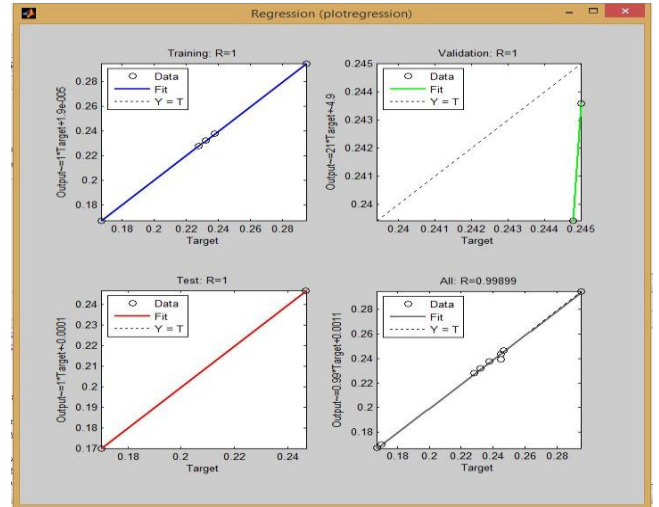 Regression (plotregression)
Training: R=1
Output~=1*Target+1.9e-005
0.28
0.26
0.24
0.22
0.2
0.18
Data
Fit
Y = T
0.18 0.2 0.22 0.24 0.26 0.28
Target
Validation: R=1
Output~=21*Target+-4.9
0.245
0.244
0.243
0.242
0.241
0.24
Data
Fit
Y = T
0.24 0.241 0.242 0.243 0.244 0.245
Target
Test: R=1
Output~=1*Target+-0.0001
0.24
0.23
0.22
0.21
0.2
0.19
0.18
0.17
Data
Fit
Y = T
0.18 0.2 0.22 0.24
Target
All: R=0.99899
Output~=0.99*Target+0.0011
0.28
0.26
0.24
0.22
0.2
0.18
Data
Fit
Y = T
0.18 0.2 0.22 0.24 0.26 0.28
Target